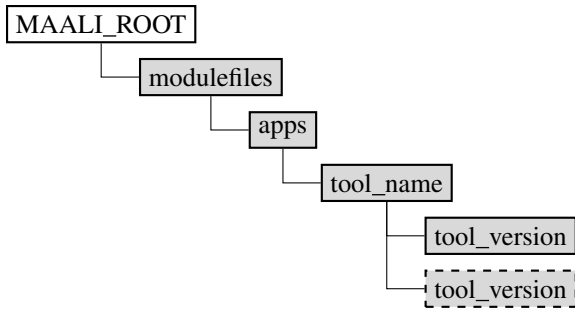 MAALI_ROOT
modulefiles
apps
tool_name
tool_version
tool_version